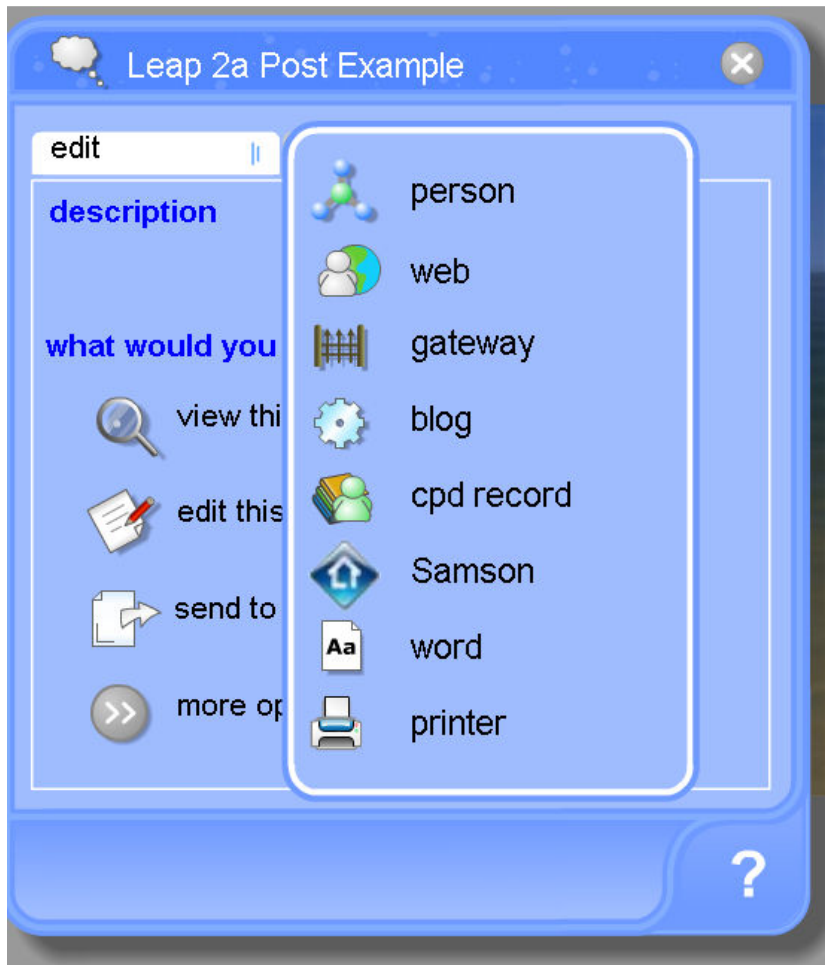 Leap 2a Post Example
edit
description
what would you
view thi
edit this
send to
more op
person
web
gateway
blog
cpd record
Samson
Aa word
printer
?